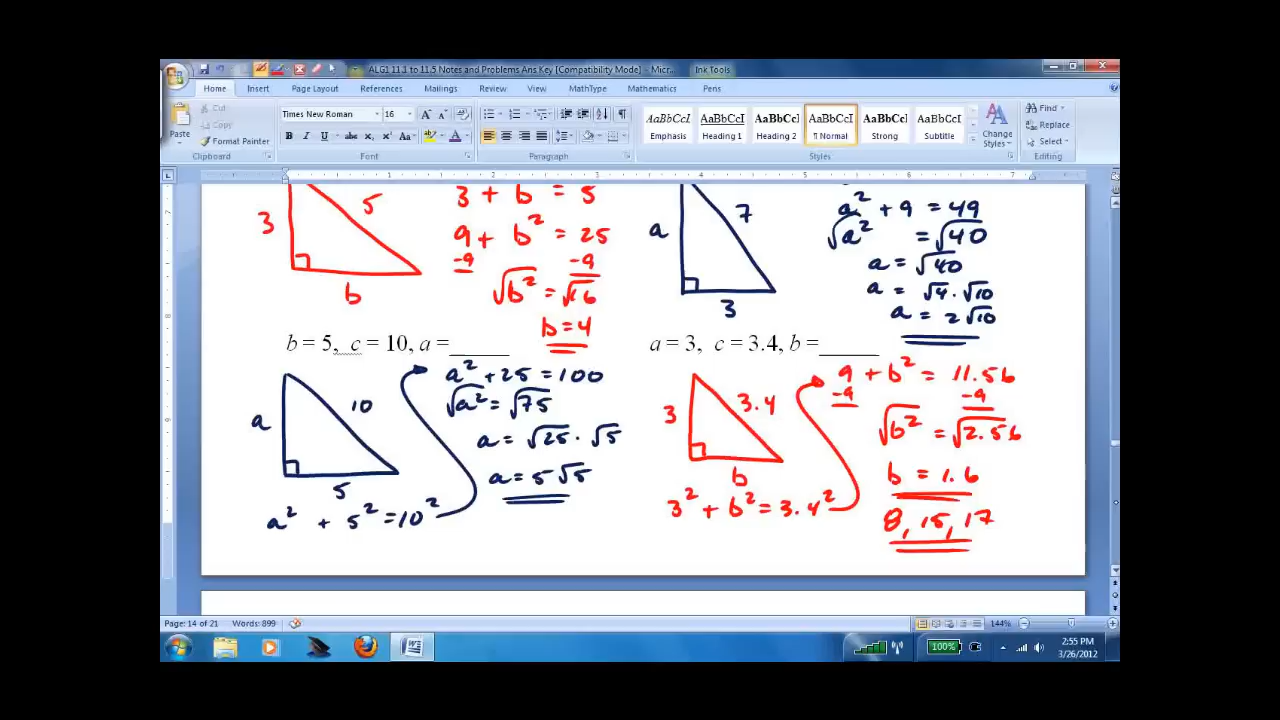 ALG1 11.1 to 11.5 Notes and Problems Ans Key [Compatibility Mode] - Micr...
Ink Tools
Home Insert Page Layout References Mailings Review View MathType Mathematics Pens
Paste
Cut
Copy
Format Painter
Clipboard
Times New Roman 16
Font
Paragraph
AaBbCcI Emphasis
AaBbCcI Heading 1
AaBbCcI Heading 2
AaBbCcI ¶ Normal
AaBbCcI Strong
AaBbCcI Subtitle
Styles
Change Styles
Find
Replace
Select
Editing
3 5 b
3 + b² = 5
9 + b² = 25
-9 -9
√b² = √16
b = 4
a 7 3
a² + 9 = 49
√a² = √40
a = √40
a = √4 · √10
a = 2√10
b = 5, c = 10, a =______
a 10 5
a² + 5² = 10²
a² + 25 = 100
√a² = √75
a = √25 · √5
a = 5√5
a = 3, c = 3.4, b =______
3 3.4 b
3² + b² = 3.4²
9 + b² = 11.56
-9 -9
√b² = √2.56
b = 1.6
8, 15, 17
Page: 14 of 21 Words: 899 144%
100%
2:55 PM
3/26/2012